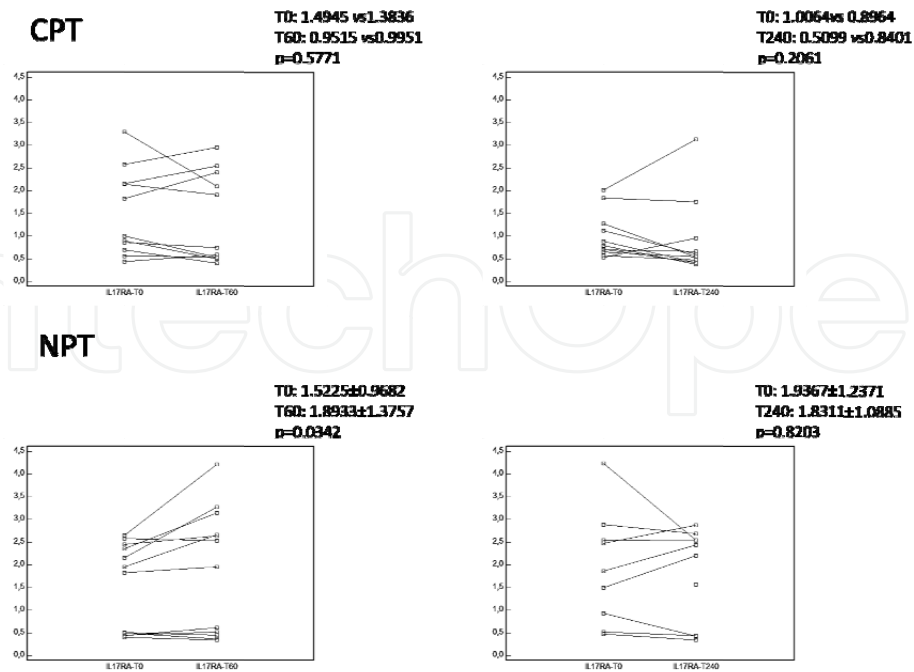 CPT
T0: 1.4945 vs1.3836
T60: 0.9515 vs0.9951
p=0.5771
4,5
4,0
3,5
3,0
2,5
2,0
1,5
1,0
0,5
0,0
IL17RA-T0 IL17RA-T60
T0: 1.0064vs 0.8964
T240: 0.5099 vs0.8401
p=0.2061
4,5
4,0
3,5
3,0
2,5
2,0
1,5
1,0
0,5
0,0
IL17RA-T0 IL17RA-T240
NPT
T0: 1.5225±0.9682
T60: 1.8933±1.3757
p=0.0342
4,5
4,0
3,5
3,0
2,5
2,0
1,5
1,0
0,5
0,0
IL17RA-T0 IL17RA-T60
T0: 1.9367±1.2371
T240: 1.8311±1.0885
p=0.8203
4,5
4,0
3,5
3,0
2,5
2,0
1,5
1,0
0,5
0,0
IL17RA-T0 IL17RA-T240